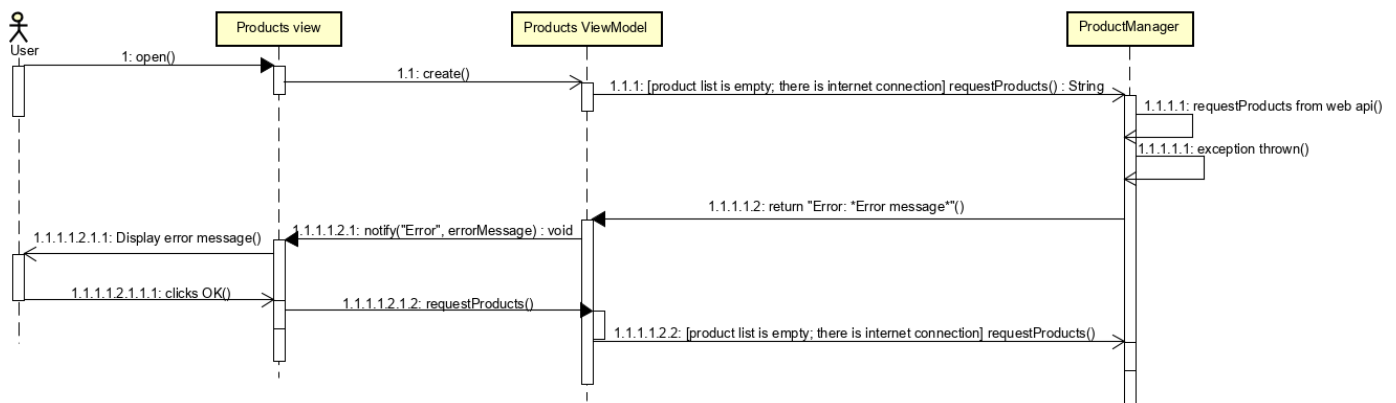 Products view
Products ViewModel
ProductManager
User
1: open()
1.1: create()
1.1.1: [product list is empty; there is internet connection] requestProducts() : String
1.1.1.1: requestProducts from web api()
1.1.1.1.1: exception thrown()
1.1.1.1.2: return "Error: *Error message*"()
1.1.1.1.2.1: notify("Error", errorMessage) : void
1.1.1.1.2.1.1: Display error message()
1.1.1.1.2.1.1.1: clicks OK()
1.1.1.1.2.1.2: requestProducts()
1.1.1.1.2.2: [product list is empty; there is internet connection] requestProducts()